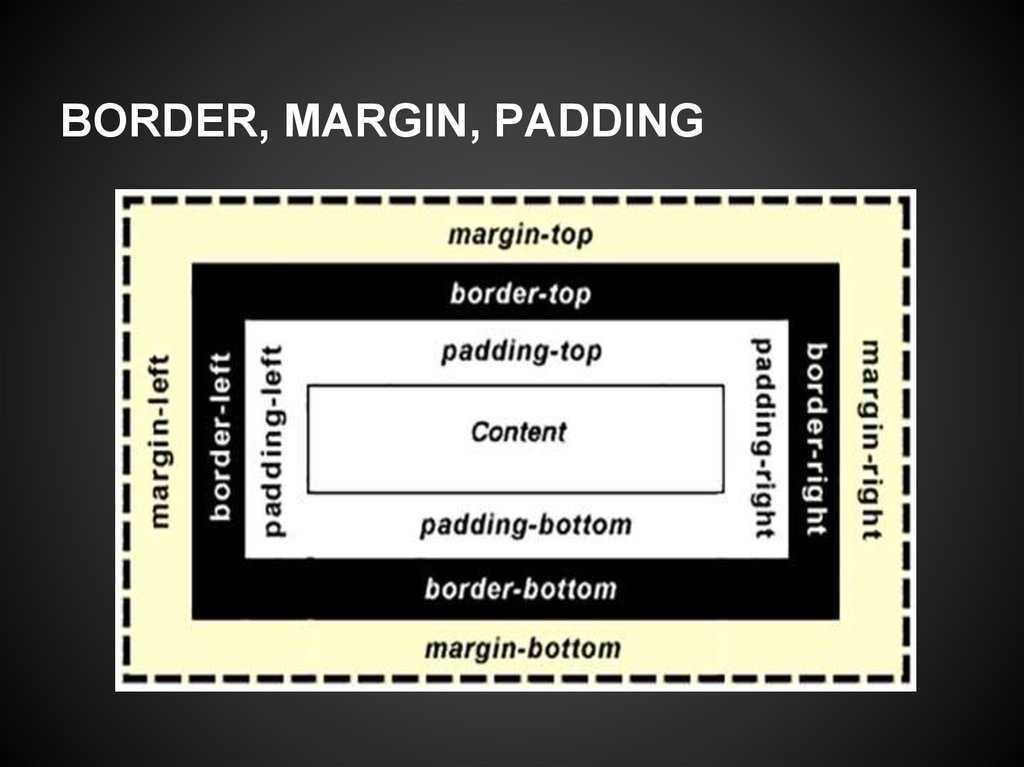 BORDER, MARGIN, PADDING
margin-top
border-top
padding-top
margin-left
border-left
padding-left
Content
padding-right
border-right
margin-right
padding-bottom
border-bottom
margin-bottom